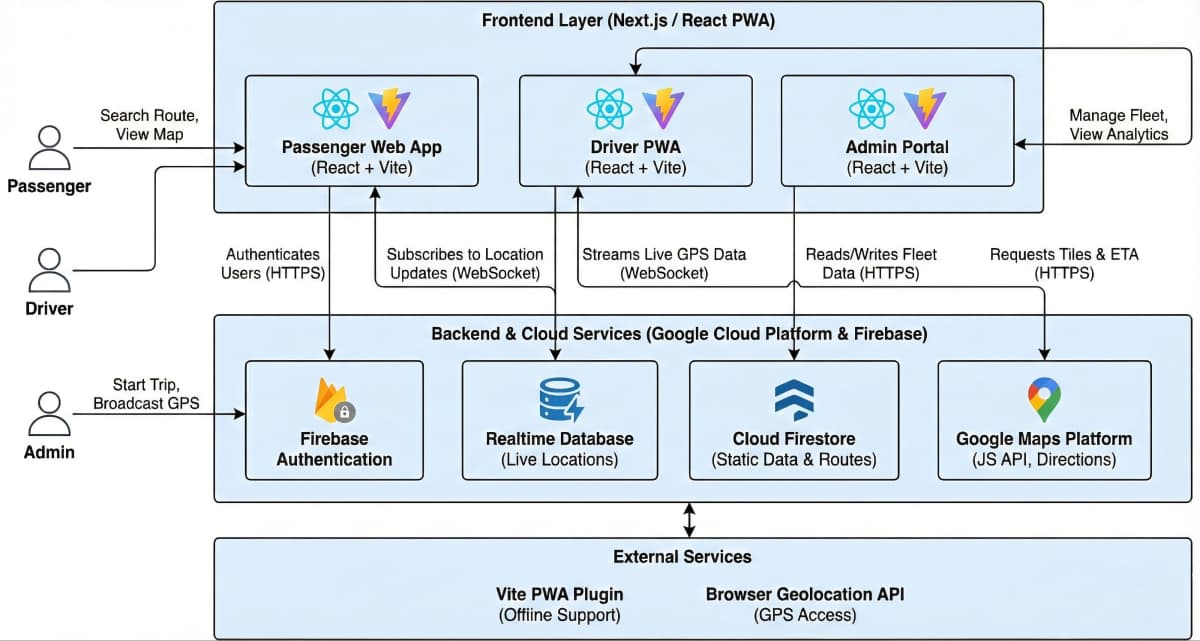 Frontend Layer (Next.js / React PWA)
Search Route,
View Map
Passenger
Passenger Web App
(React + Vite)
Driver PWA
(React + Vite)
Admin Portal
(React + Vite)
Manage Fleet,
View Analytics
Driver
Authenticates
Users (HTTPS)
Subscribes to Location
Updates (WebSocket)
Streams Live GPS Data
(WebSocket)
Reads/Writes Fleet
Data (HTTPS)
Requests Tiles & ETA
(HTTPS)
Backend & Cloud Services (Google Cloud Platform & Firebase)
Start Trip,
Broadcast GPS
Admin
Firebase
Authentication
Realtime Database
(Live Locations)
Cloud Firestore
(Static Data & Routes)
Google Maps Platform
(JS API, Directions)
External Services
Vite PWA Plugin
(Offline Support)
Browser Geolocation API
(GPS Access)